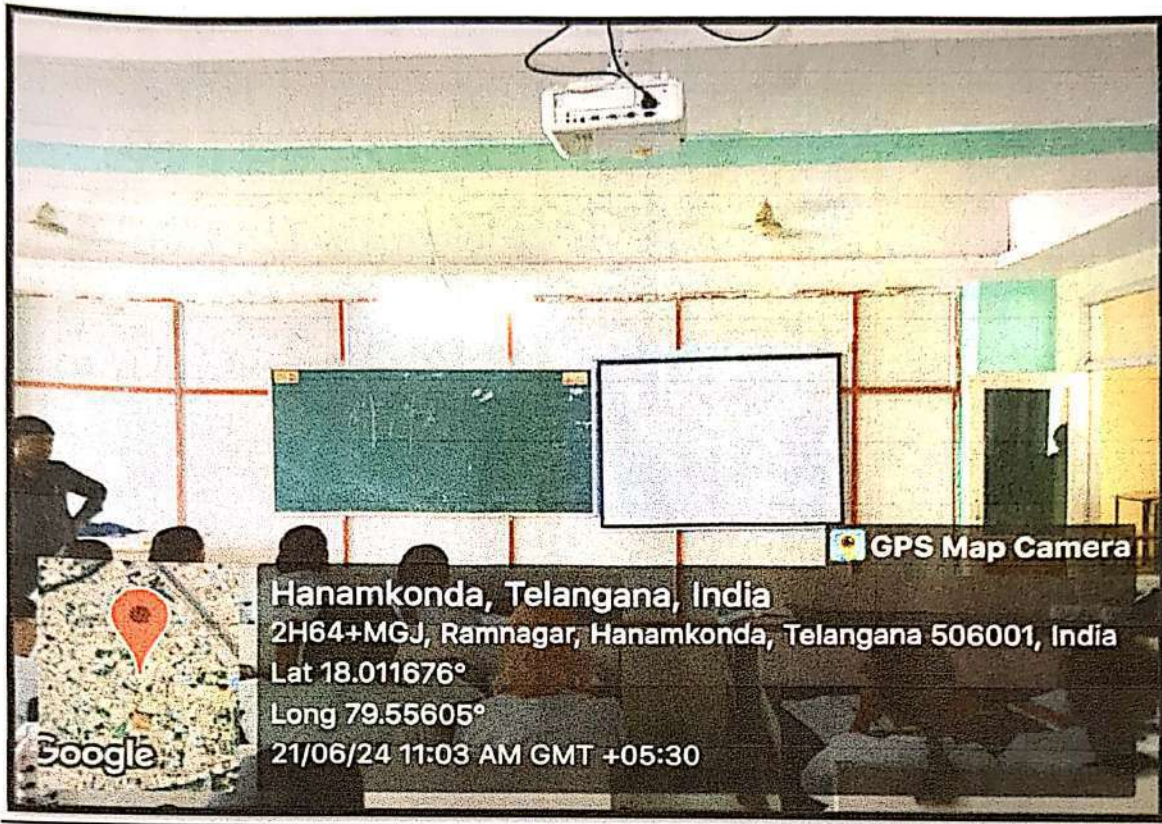 GPS Map Camera
Hanamkonda, Telangana, India
2H64+MGJ, Ramnagar, Hanamkonda, Telangana 506001, India
Lat 18.011676°
Long 79.55605°
21/06/24 11:03 AM GMT +05:30
Google